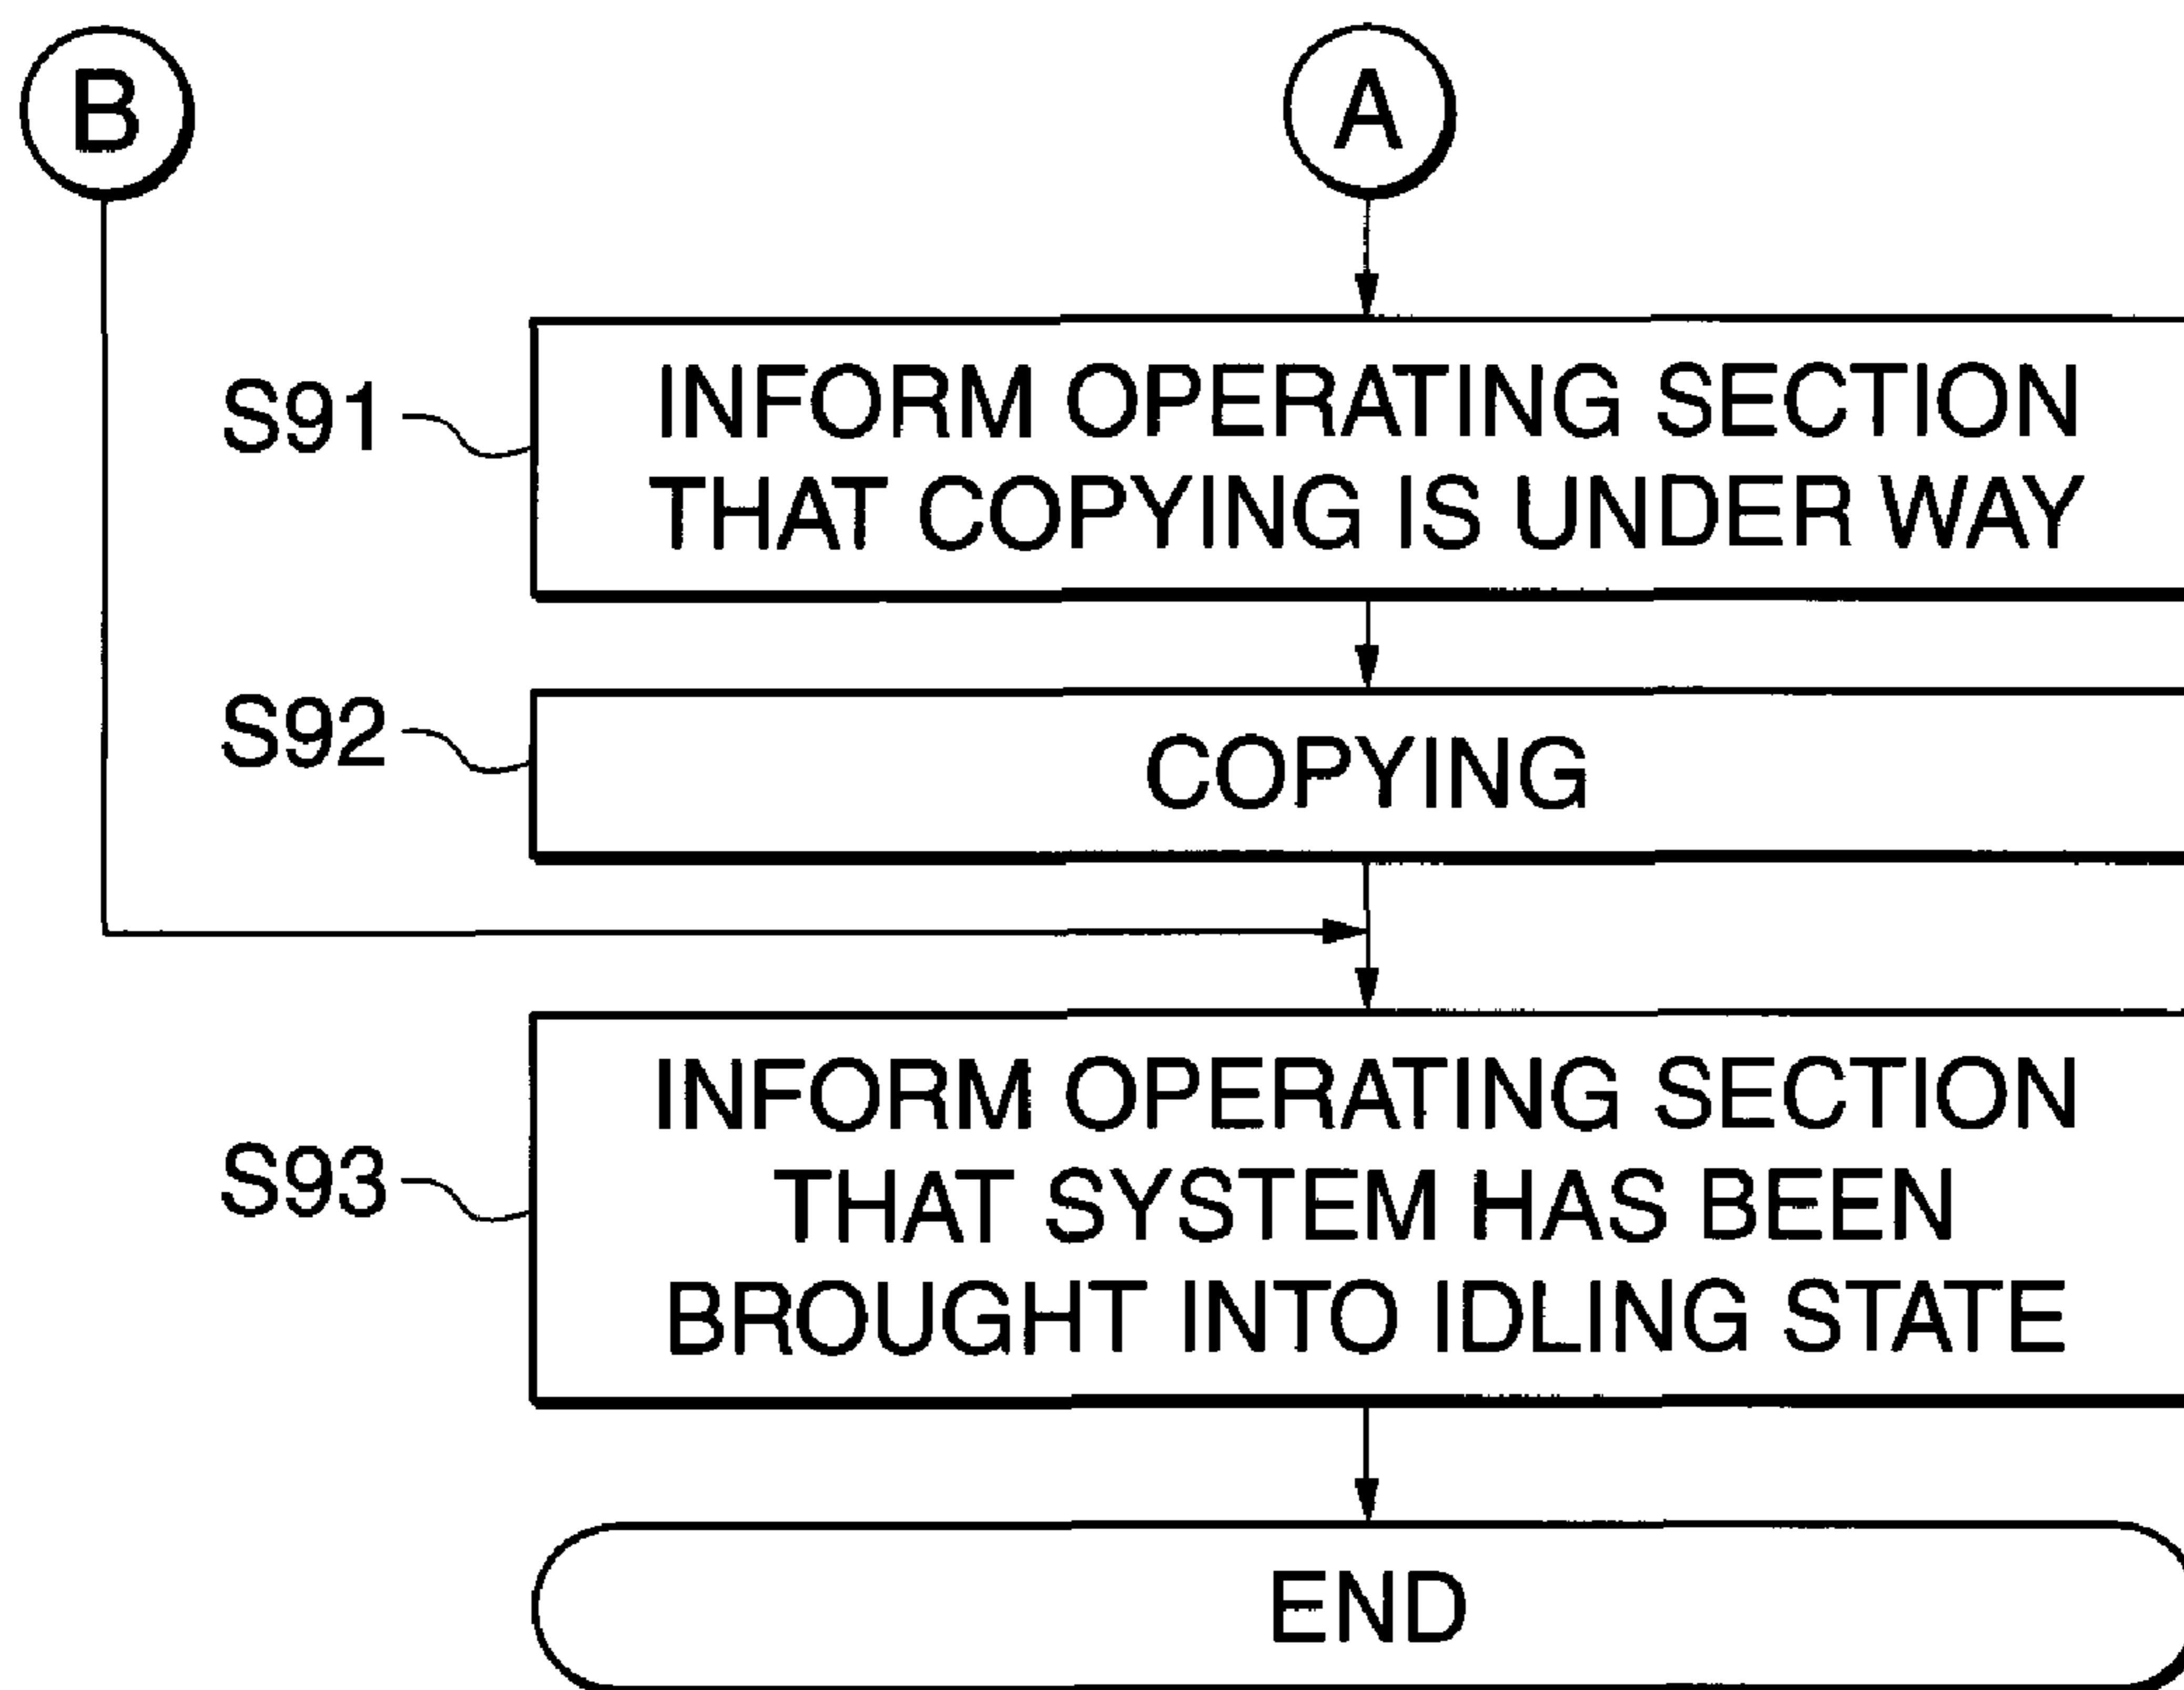 B
A
S91
INFORM OPERATING SECTION
THAT COPYING IS UNDER WAY
S92
COPYING
S93
INFORM OPERATING SECTION
THAT SYSTEM HAS BEEN
BROUGHT INTO IDLING STATE
END